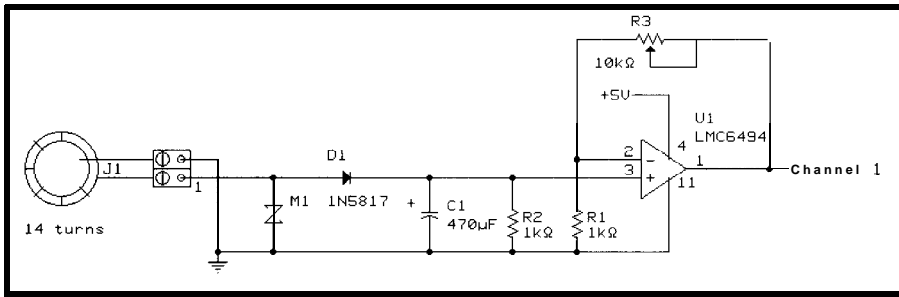 R3
10kΩ
+5V
U1
LMC6494
4
2
1
3
11
Channel 1
J1
1
D1
1N5817
M1
+
C1
470µF
R2
1kΩ
R1
1kΩ
14 turns